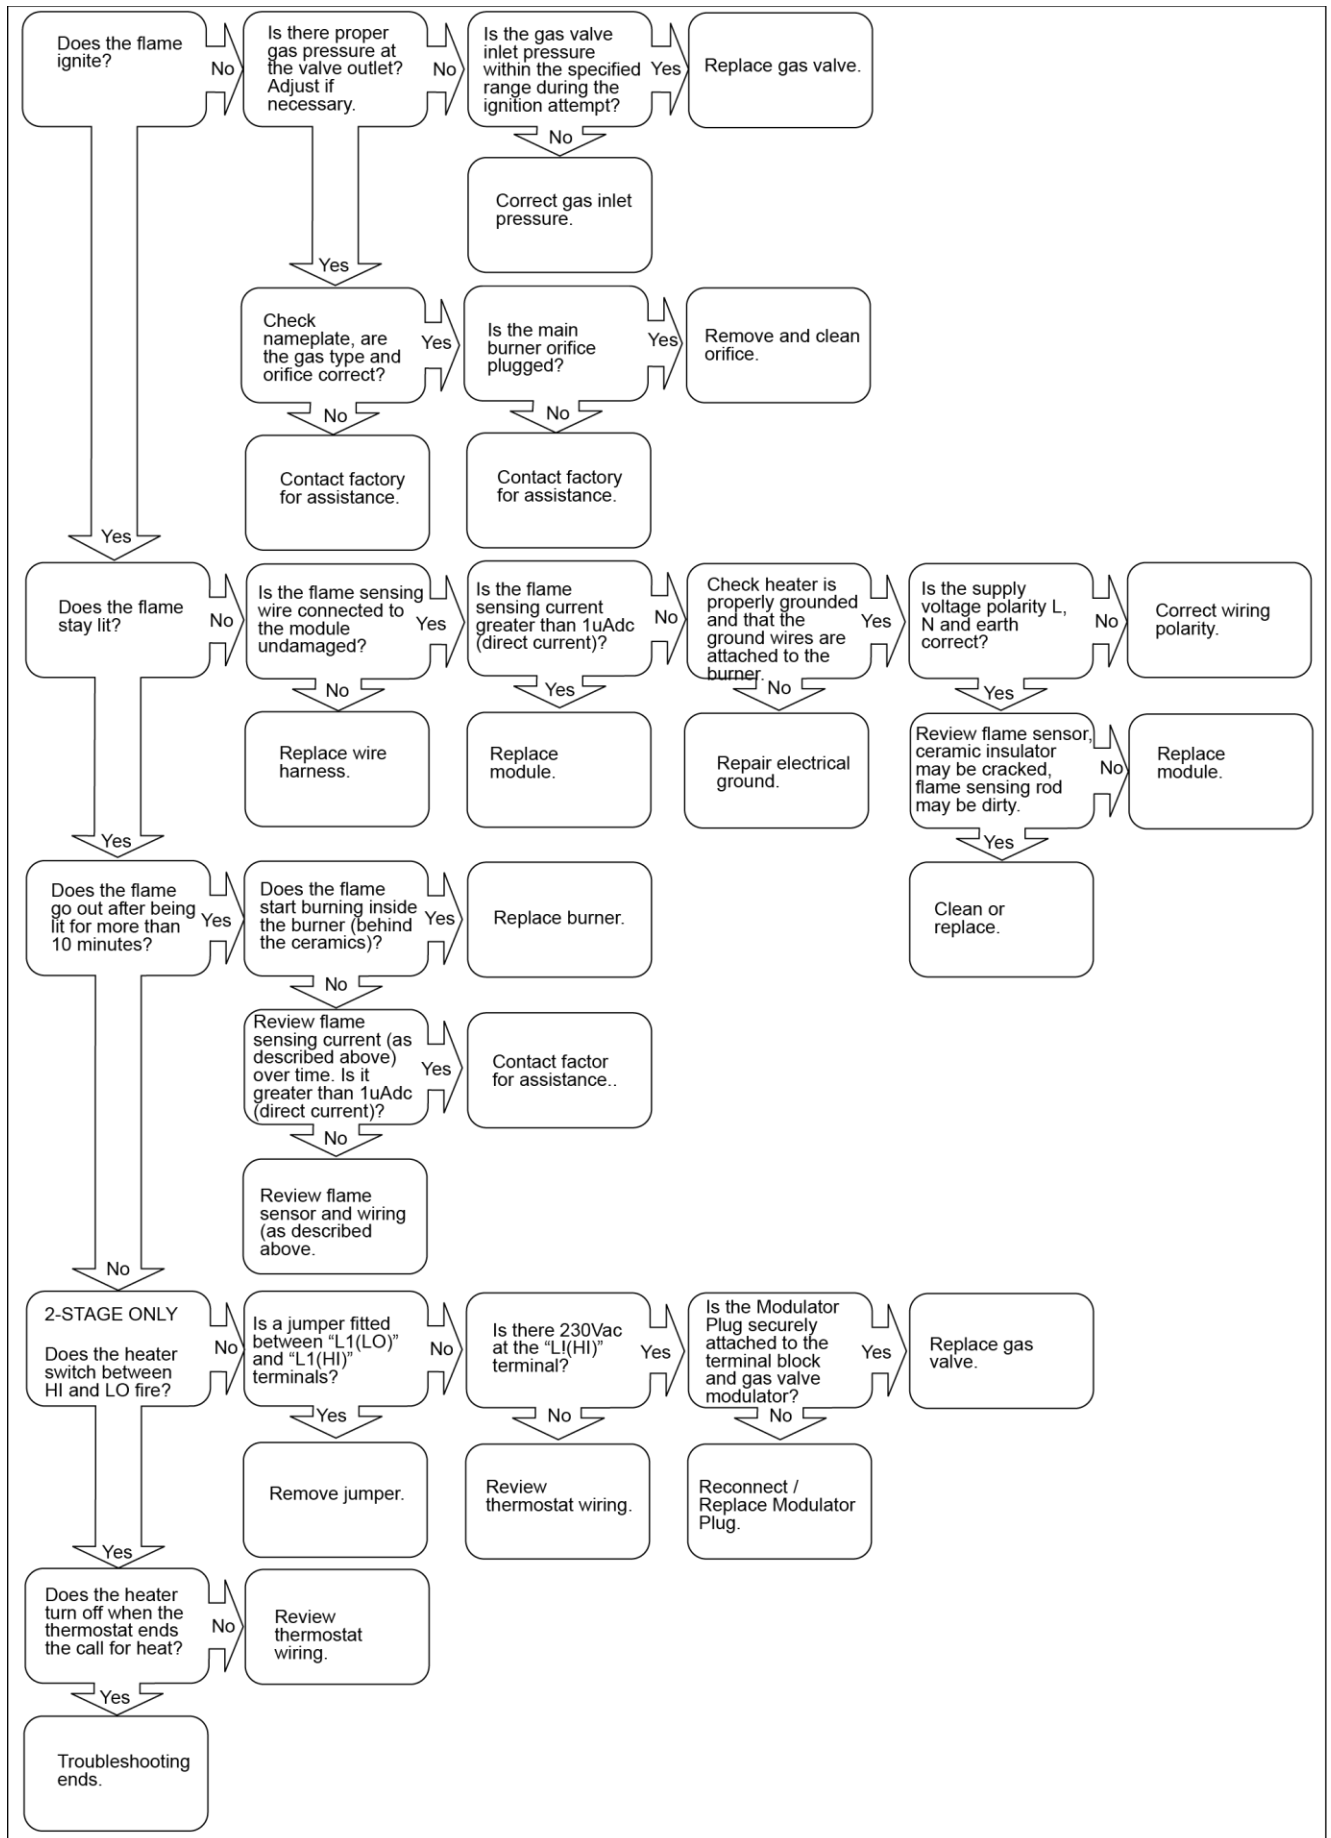 Does the flame
ignite?
No
Is there proper
gas pressure at
the valve outlet?
Adjust if
necessary.
No
Is the gas valve
inlet pressure
within the specified
range during the
ignition attempt?
Yes
Replace gas valve.
No
Correct gas inlet
pressure.
Yes
Check
nameplate, are
the gas type and
orifice correct?
Yes
Is the main
burner orifice
plugged?
Yes
Remove and clean
orifice.
No
No
Contact factory
for assistance.
Contact factory
for assistance.
Yes
Does the flame
stay lit?
No
Is the flame sensing
wire connected to
the module
undamaged?
Yes
Is the flame
sensing current
greater than 1uAdc
(direct current)?
No
Check heater is
properly grounded
and that the
ground wires are
attached to the
burner.
Yes
Is the supply
voltage polarity L,
N and earth
correct?
No
Correct wiring
polarity.
No
Yes
No
Yes
Replace wire
harness.
Replace
module.
Repair electrical
ground.
Review flame sensor,
ceramic insulator
may be cracked,
flame sensing rod
may be dirty.
No
Replace
module.
Yes
Yes
Clean or
replace.
Does the flame
go out after being
lit for more than
10 minutes?
Yes
Does the flame
start burning inside
the burner (behind
the ceramics)?
Yes
Replace burner.
No
Review flame
sensing current (as
described above)
over time. Is it
greater than 1uAdc
(direct current)?
Yes
Contact factor
for assistance..
No
Review flame
sensor and wiring
(as described
above.
No
2-STAGE ONLY
Does the heater
switch between
HI and LO fire?
No
Is a jumper fitted
between “L1(LO)”
and “L1(HI)”
terminals?
No
Is there 230Vac
at the “L!(HI)”
terminal?
Yes
Is the Modulator
Plug securely
attached to the
terminal block
and gas valve
modulator?
Yes
Replace gas
valve.
Yes
No
No
Remove jumper.
Review
thermostat wiring.
Reconnect /
Replace Modulator
Plug.
Yes
Does the heater
turn off when the
thermostat ends
the call for heat?
No
Review
thermostat
wiring.
Yes
Troubleshooting
ends.